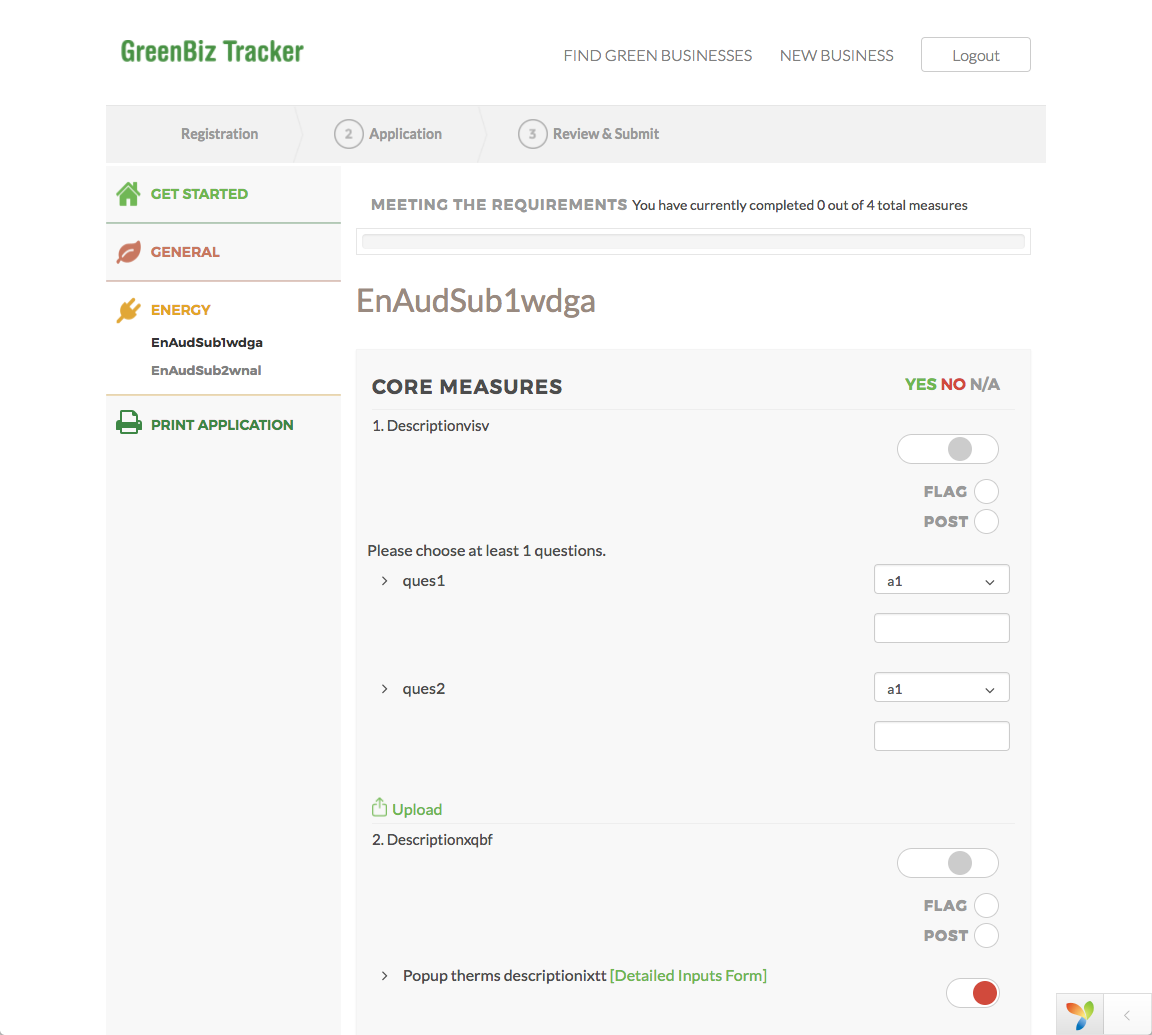 GreenBiz Tracker
FIND GREEN BUSINESSES NEW BUSINESS Logout
Registration 2 Application 3 Review & Submit
GET STARTED
GENERAL
ENERGY
EnAudSub1wdga
EnAudSub2wnal
PRINT APPLICATION
MEETING THE REQUIREMENTS You have currently completed 0 out of 4 total measures
EnAudSub1wdga
CORE MEASURES YES NO N/A
1. Descriptionvisv
FLAG
POST
Please choose at least 1 questions.
ques1 a1
ques2 a1
Upload
2. Descriptionxqbf
FLAG
POST
Popup therms descriptionixtt [Detailed Inputs Form]